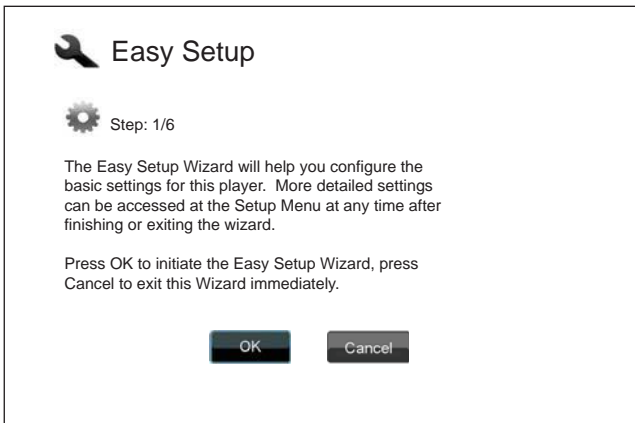 Easy Setup
Step: 1/6
The Easy Setup Wizard will help you configure the
basic settings for this player.  More detailed settings
can be accessed at the Setup Menu at any time after
finishing or exiting the wizard.
Press OK to initiate the Easy Setup Wizard, press
Cancel to exit this Wizard immediately.
OK
Cancel